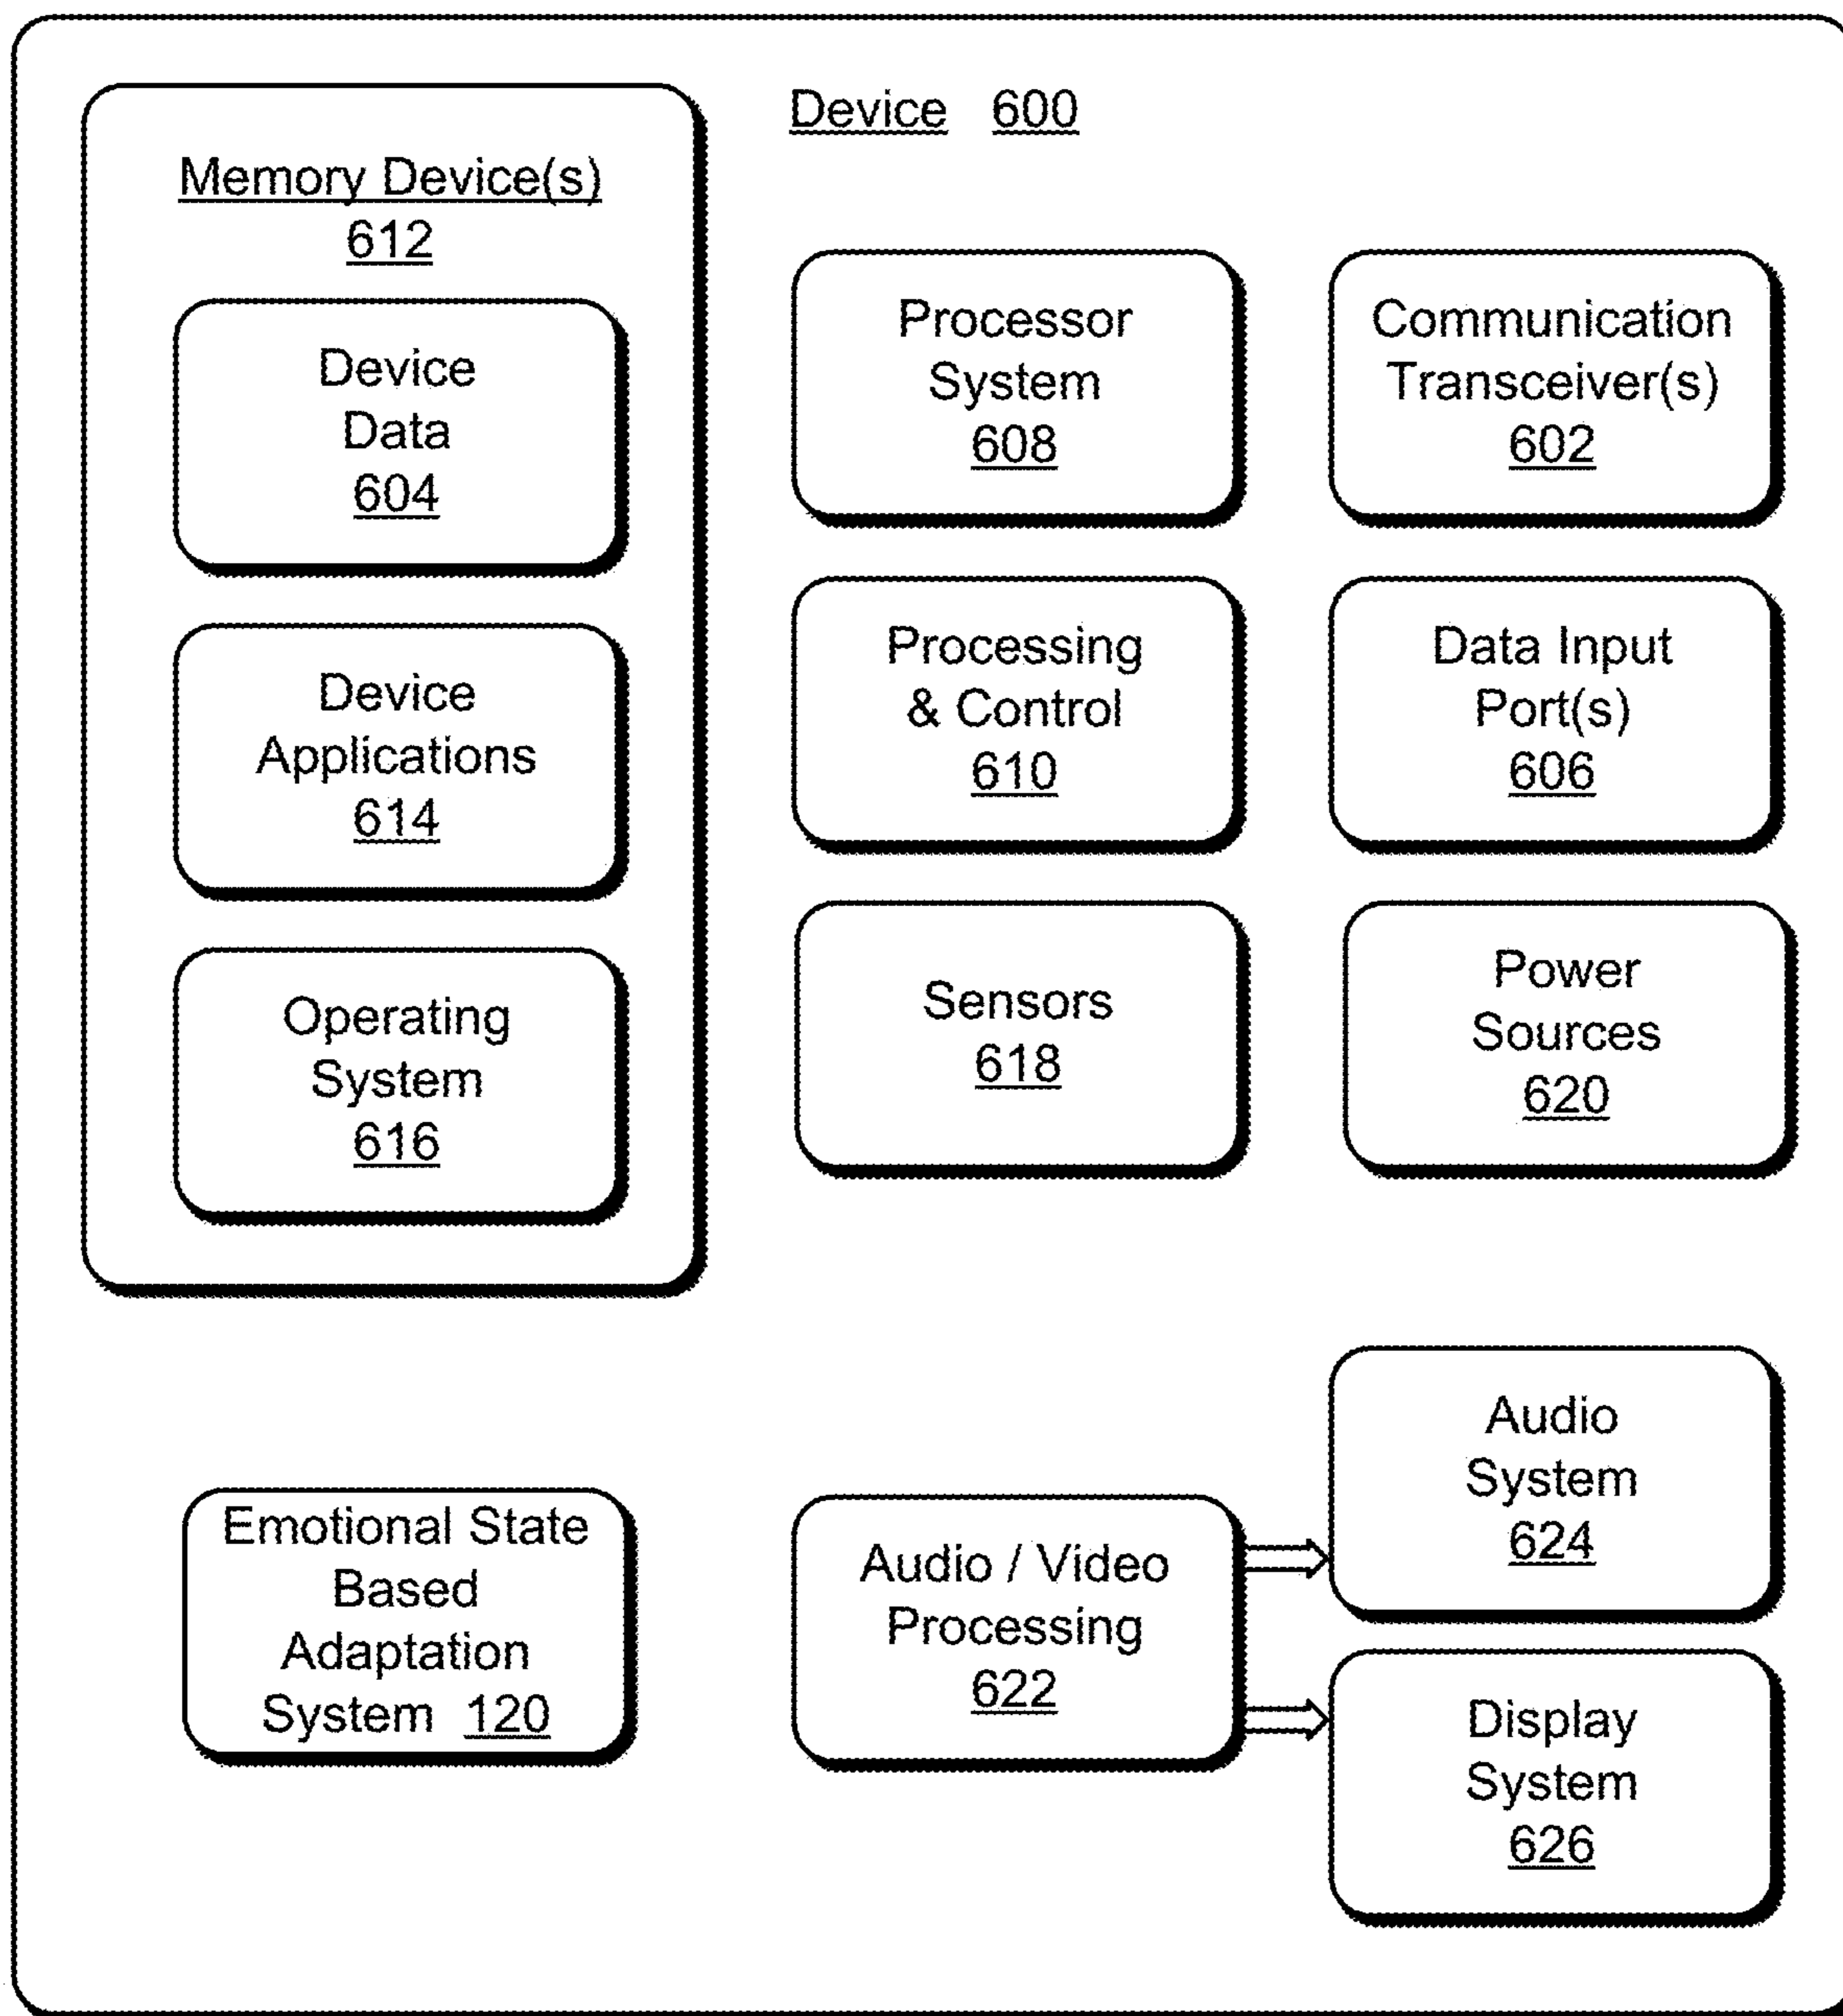 Device 600
Memory Device(s)
612
Device
Data
604
Device
Applications
614
Operating
System
616
Processor
System
608
Communication
Transceiver(s)
602
Processing
& Control
610
Data Input
Port(s)
606
Sensors
618
Power
Sources
620
Emotional State
Based
Adaptation
System 120
Audio / Video
Processing
622
Audio
System
624
Display
System
626